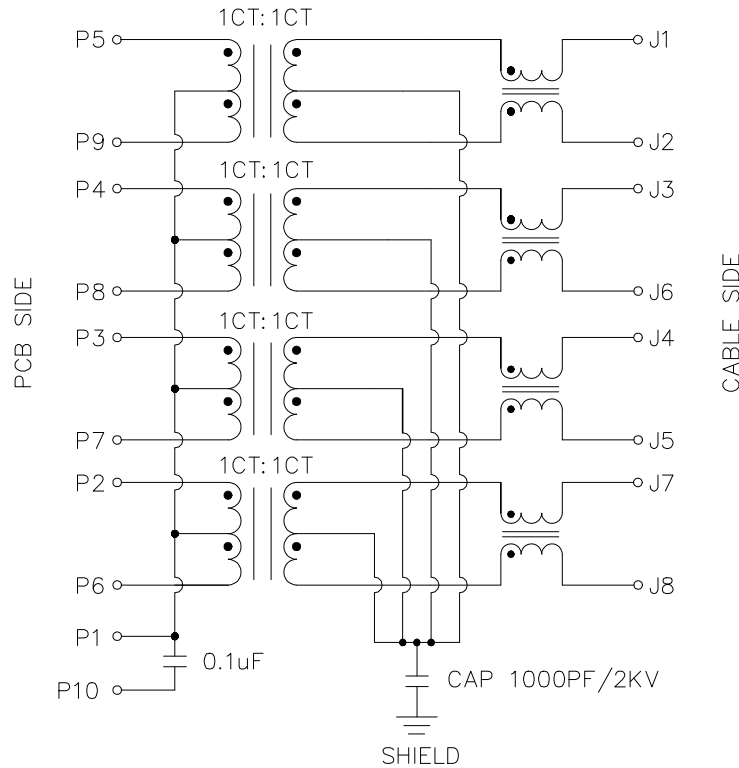 1CT:1CT
P5
J1
P9
J2
1CT:1CT
P4
J3
PCB SIDE
CABLE SIDE
P8
J6
1CT:1CT
P3
J4
P7
J5
1CT:1CT
P2
J7
P6
J8
P1
0.1uF
P10
CAP 1000PF/2KV
SHIELD